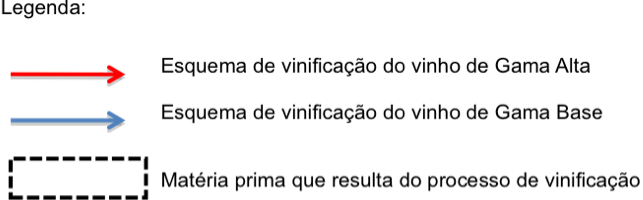 Legenda:
Esquema de vinificação do vinho de Gama Alta
Esquema de vinificação do vinho de Gama Base
Matéria prima que resulta do processo de vinificação